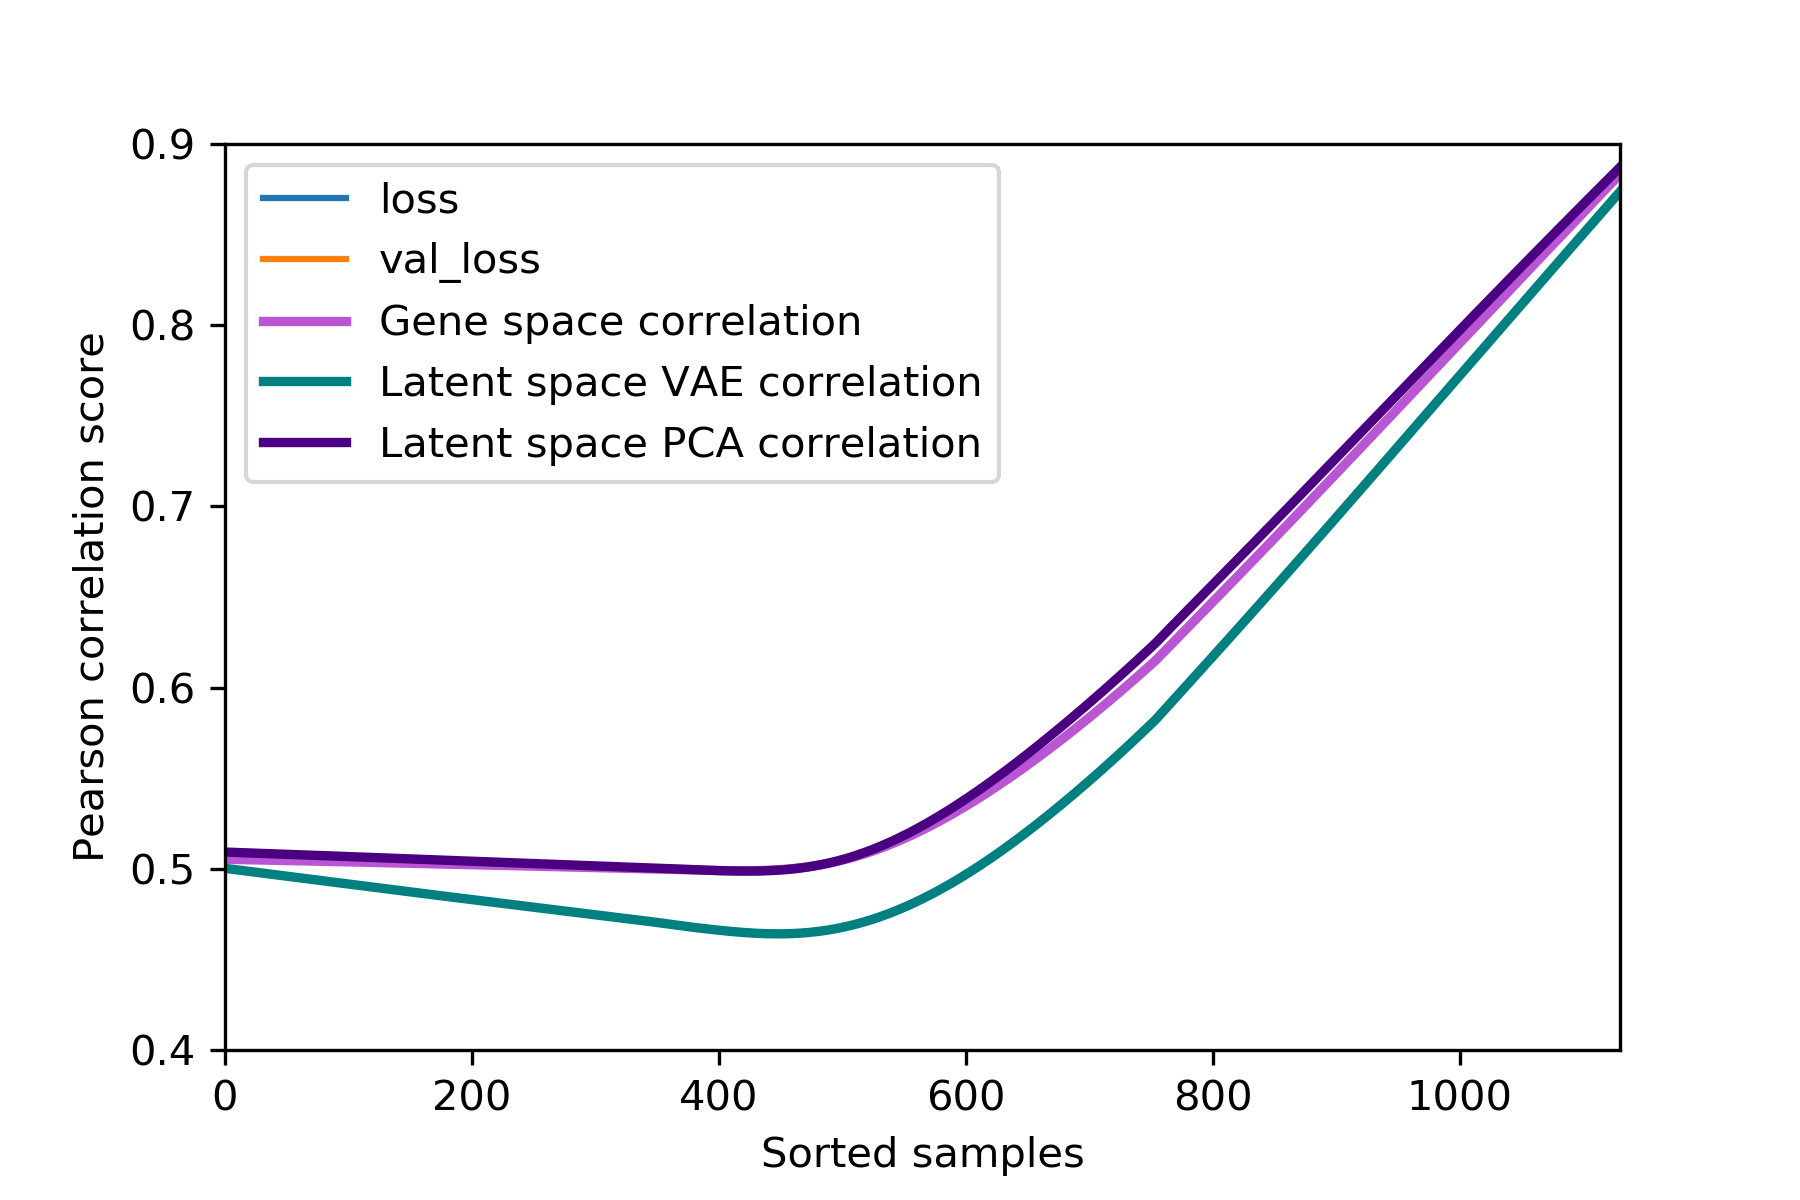 0.9
0.8
0.7
0.6
0.5
0.4
Pearson correlation score
loss
val_loss
Gene space correlation
Latent space VAE correlation
Latent space PCA correlation
0 200 400 600 800 1000
Sorted samples